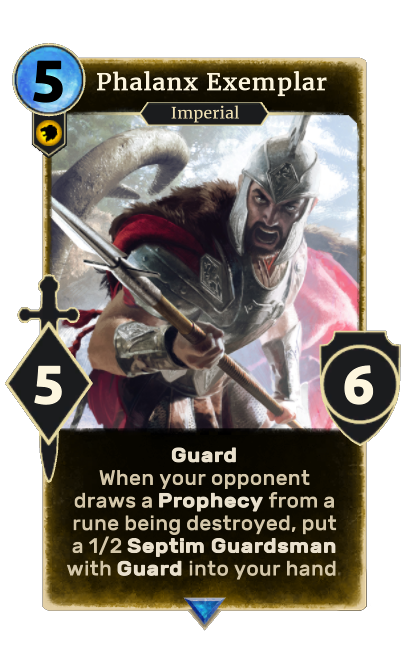 5
Phalanx Exemplar
Imperial
5
6
Guard
When your opponent
draws a Prophecy from a
rune being destroyed, put
a 1/2 Septim Guardsman
with Guard into your hand.